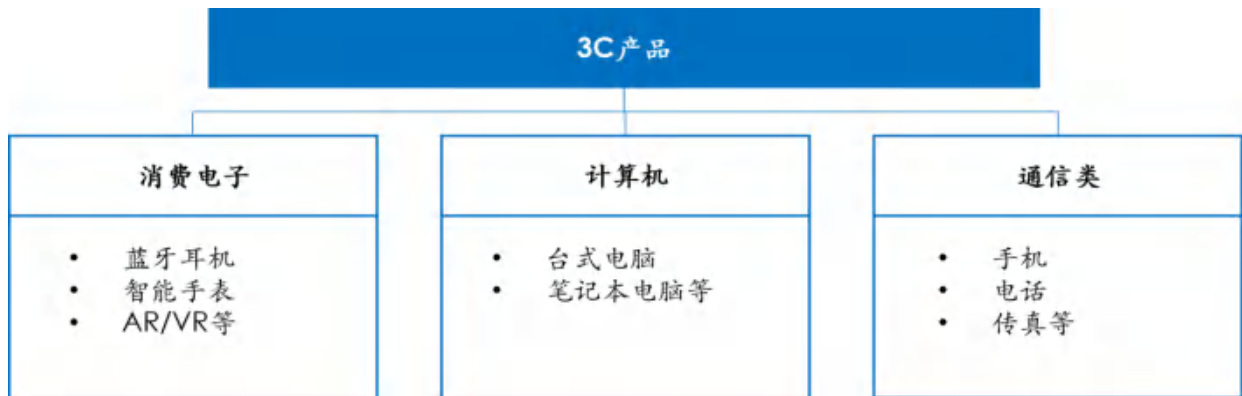 3C产品
消费电子
• 蓝牙耳机
• 智能手表
• AR/VR等
计算机
• 台式电脑
• 笔记本电脑等
通信类
• 手机
• 电话
• 传真等